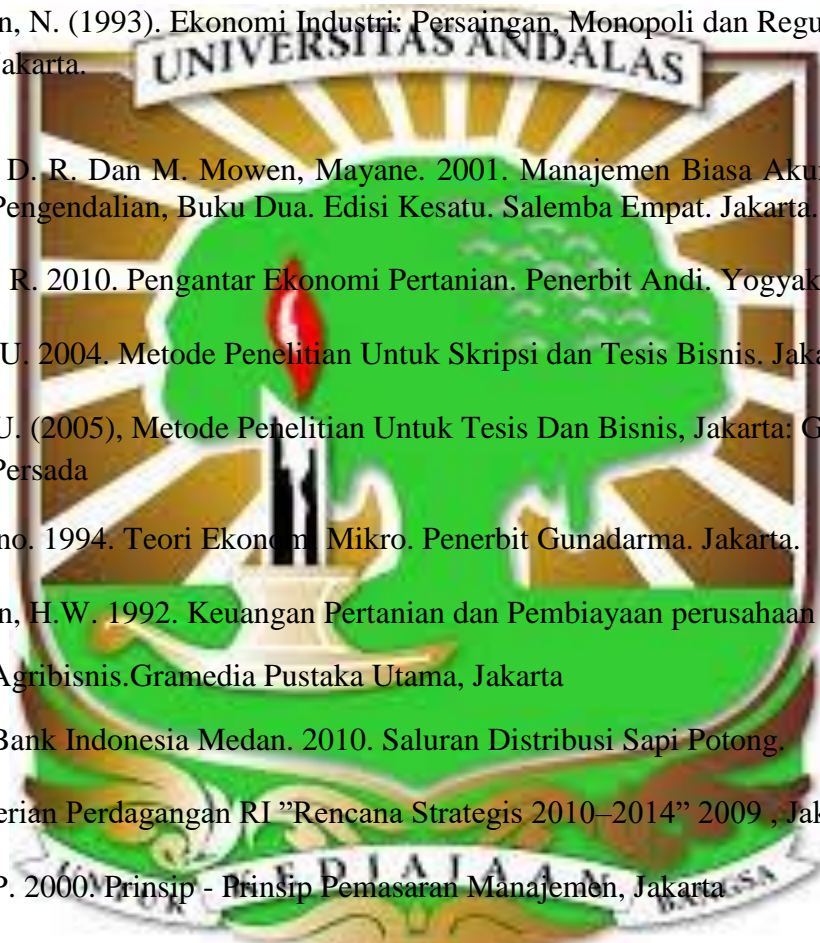 n, N. (1993). Ekonomi Industri: Persaingan, Monopoli dan Regu
UNIVERSITAS ANDALAS
akarta.
D. R. Dan M. Mowen, Mayane. 2001. Manajemen Biasa Aku
Pengendalian, Buku Dua. Edisi Kesatu. Salemba Empat. Jakarta.
R. 2010. Pengantar Ekonomi Pertanian. Penerbit Andi. Yogyak
U. 2004. Metode Penelitian Untuk Skripsi dan Tesis Bisnis. Jaka
U. (2005), Metode Penelitian Untuk Tesis Dan Bisnis, Jakarta: G
Persada
no. 1994. Teori Ekonomi Mikro. Penerbit Gunadarma. Jakarta.
n, H.W. 1992. Keuangan Pertanian dan Pembiayaan perusahaan
Agribisnis.Gramedia Pustaka Utama, Jakarta
Bank Indonesia Medan. 2010. Saluran Distribusi Sapi Potong.
erian Perdagangan RI ”Rencana Strategis 2010–2014” 2009 , Jak
P. 2000. Prinsip - Prinsip Pemasaran Manajemen, Jakarta
UNTUK KEDJAJAAN BANGSA